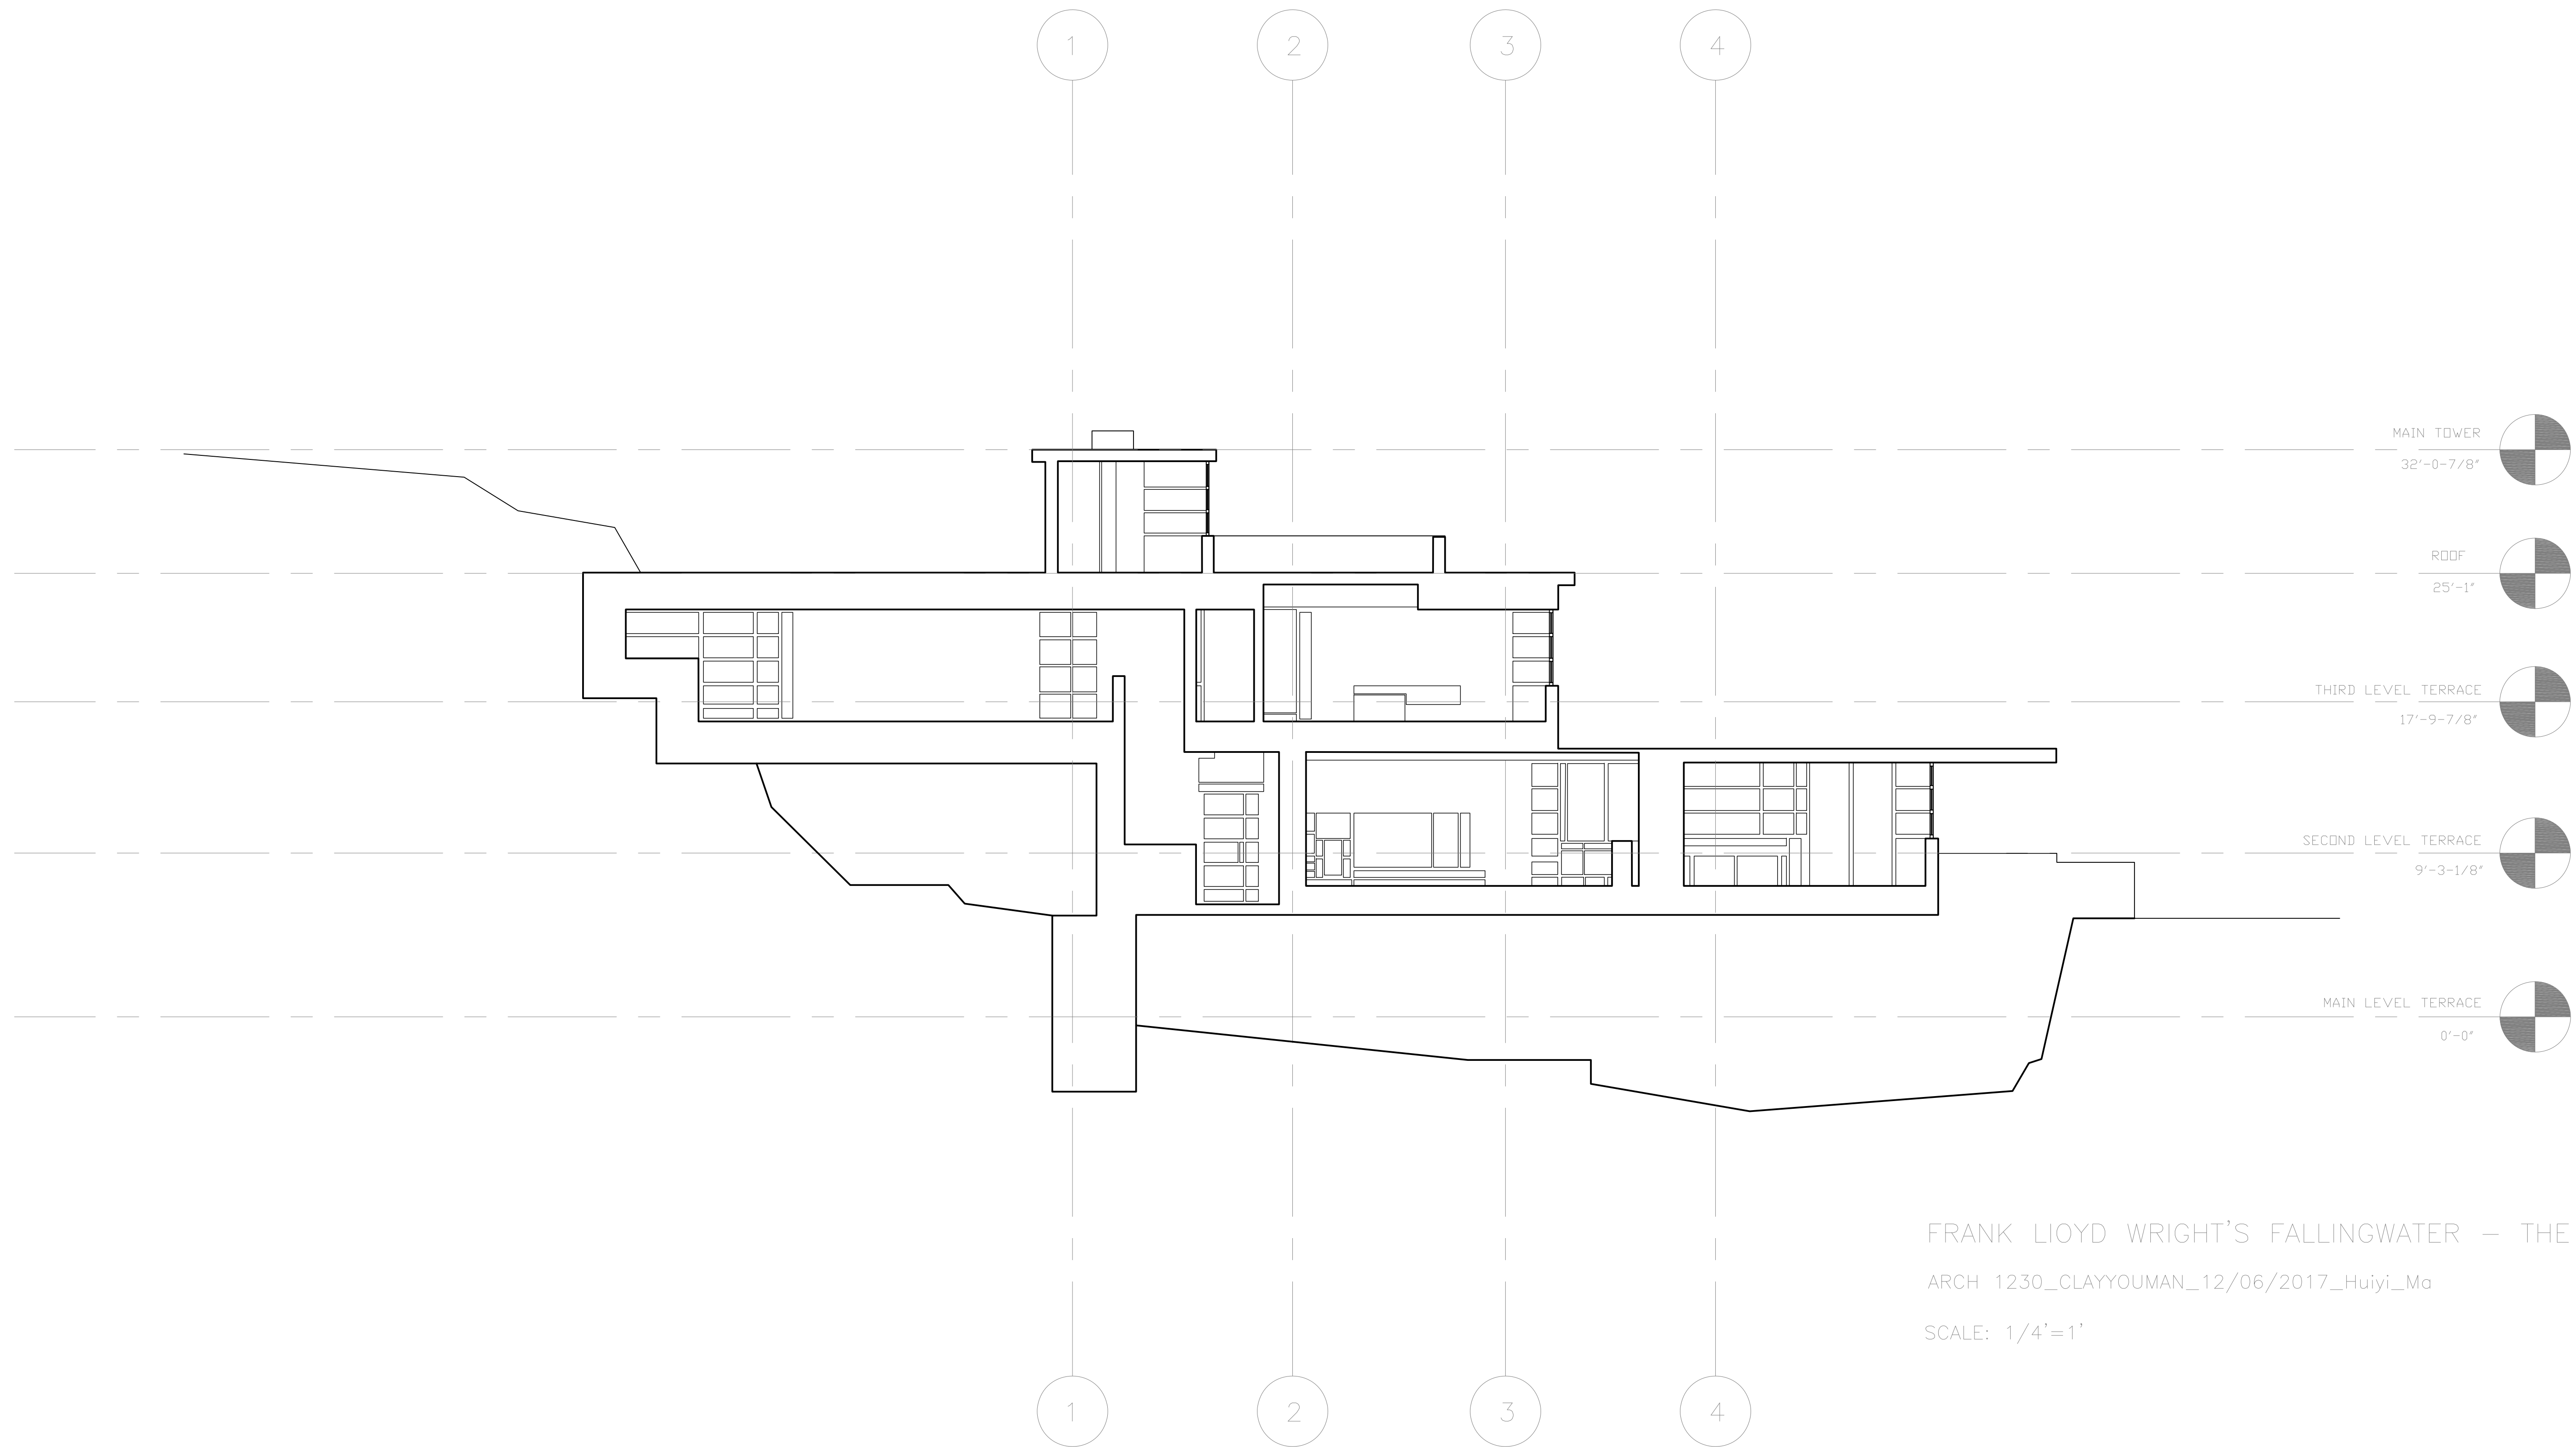 1 2 3 4
MAIN TOWER
32'-0-7/8"
ROOF
25'-1"
THIRD LEVEL TERRACE
17'-9-7/8"
SECOND LEVEL TERRACE
9'-3-1/8"
MAIN LEVEL TERRACE
0'-0"
FRANK LIOYD WRIGHT'S FALLINGWATER - THE
ARCH 1230_CLAYYOUMAN_12/06/2017_Huiyi_Ma
SCALE: 1/4'=1'
1 2 3 4